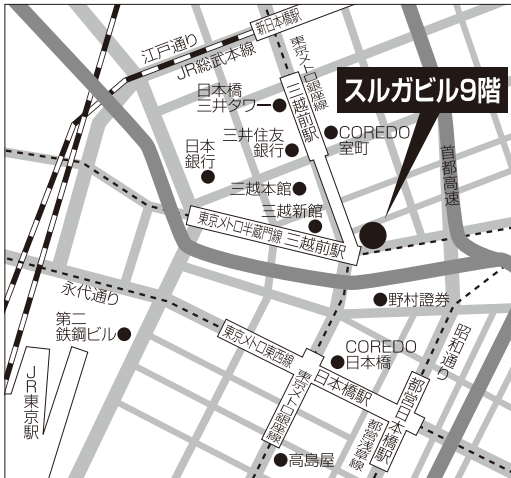 新日本橋駅
江戸通り
JR総武本線
東京メトロ銀座線
三越前駅
スルガビル9階
日本橋
三井タワー
COREDO
室町
三井住友
銀行
日本
銀行
首都高速
三越本館
三越新館
東京メトロ半蔵門線
三越前駅
永代通り
野村證券
第二
鉄鋼ビル
昭和通り
東京メトロ東西線
COREDO
日本橋
日本橋駅
JR東京駅
東京メトロ銀座線
都営日本橋駅
都営浅草線
高島屋